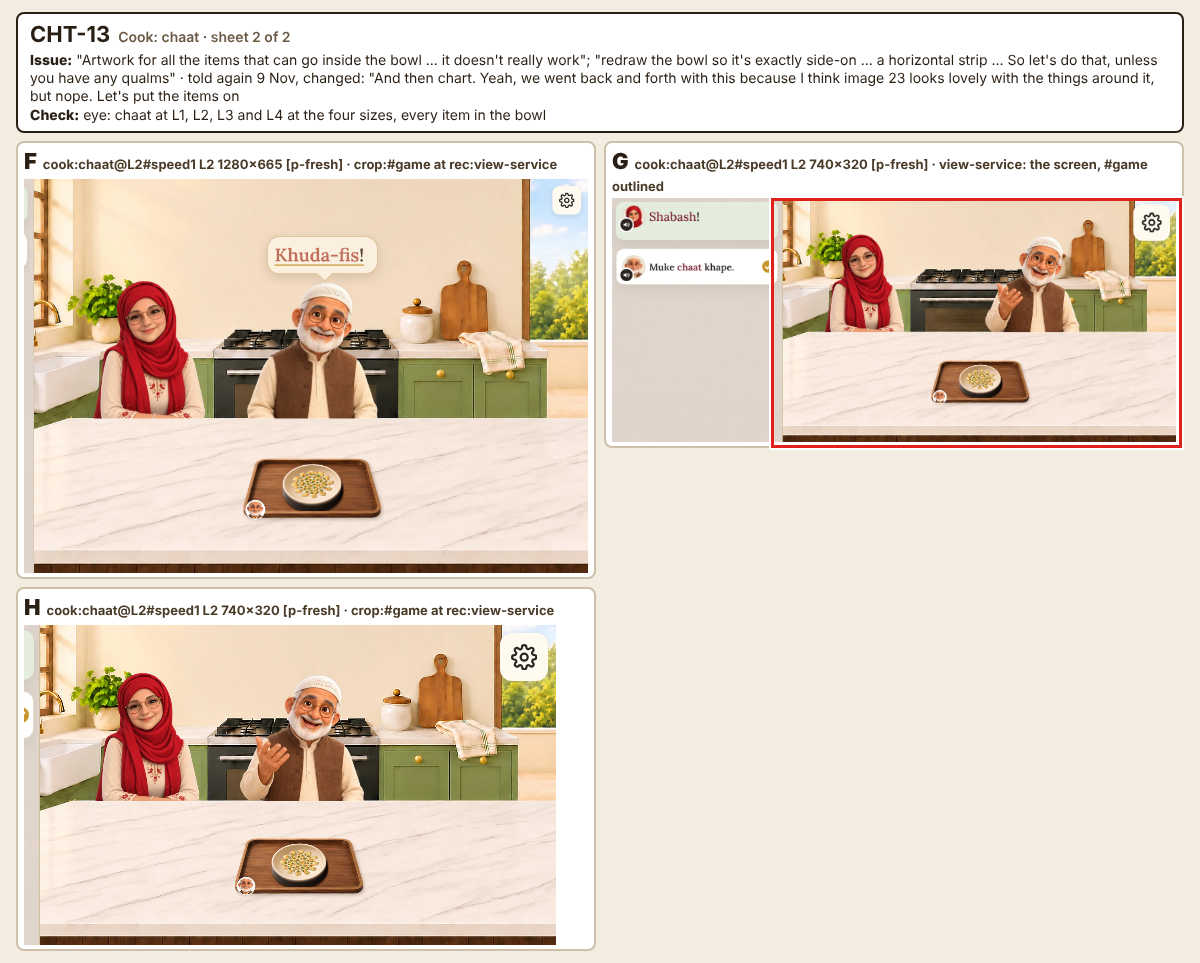 CHT-13 Cook: chaat · sheet 2 of 2
Issue: "Artwork for all the items that can go inside the bowl ... it doesn't really work"; "redraw the bowl so it's exactly side-on ... a horizontal strip ... So let's do that, unless
you have any qualms" · told again 9 Nov, changed: "And then chart. Yeah, we went back and forth with this because I think image 23 looks lovely with the things around it,
but nope. Let's put the items on
Check: eye: chaat at L1, L2, L3 and L4 at the four sizes, every item in the bowl
F cook:chaat@L2#speed1 L2 1280×665 [p-fresh] · crop:#game at rec:view-service
Khuda-fis!
G cook:chaat@L2#speed1 L2 740×320 [p-fresh] · view-service: the screen, #game
outlined
Shabash!
Muke chaat khape.
H cook:chaat@L2#speed1 L2 740×320 [p-fresh] · crop:#game at rec:view-service